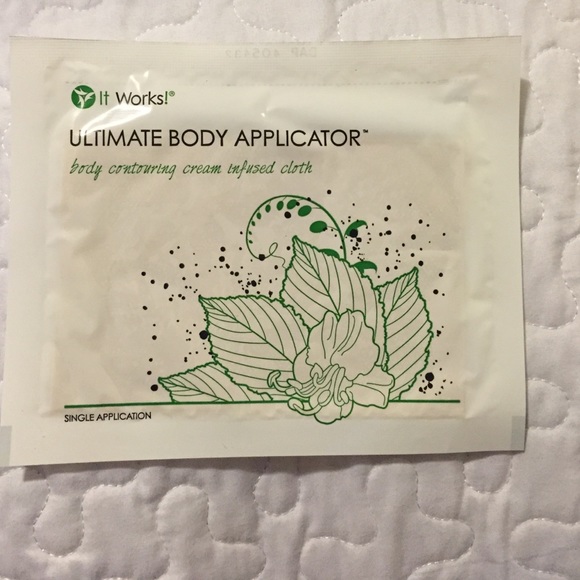 It Works!®
ULTIMATE BODY APPLICATOR™
body contouring cream infused cloth
SINGLE APPLICATION